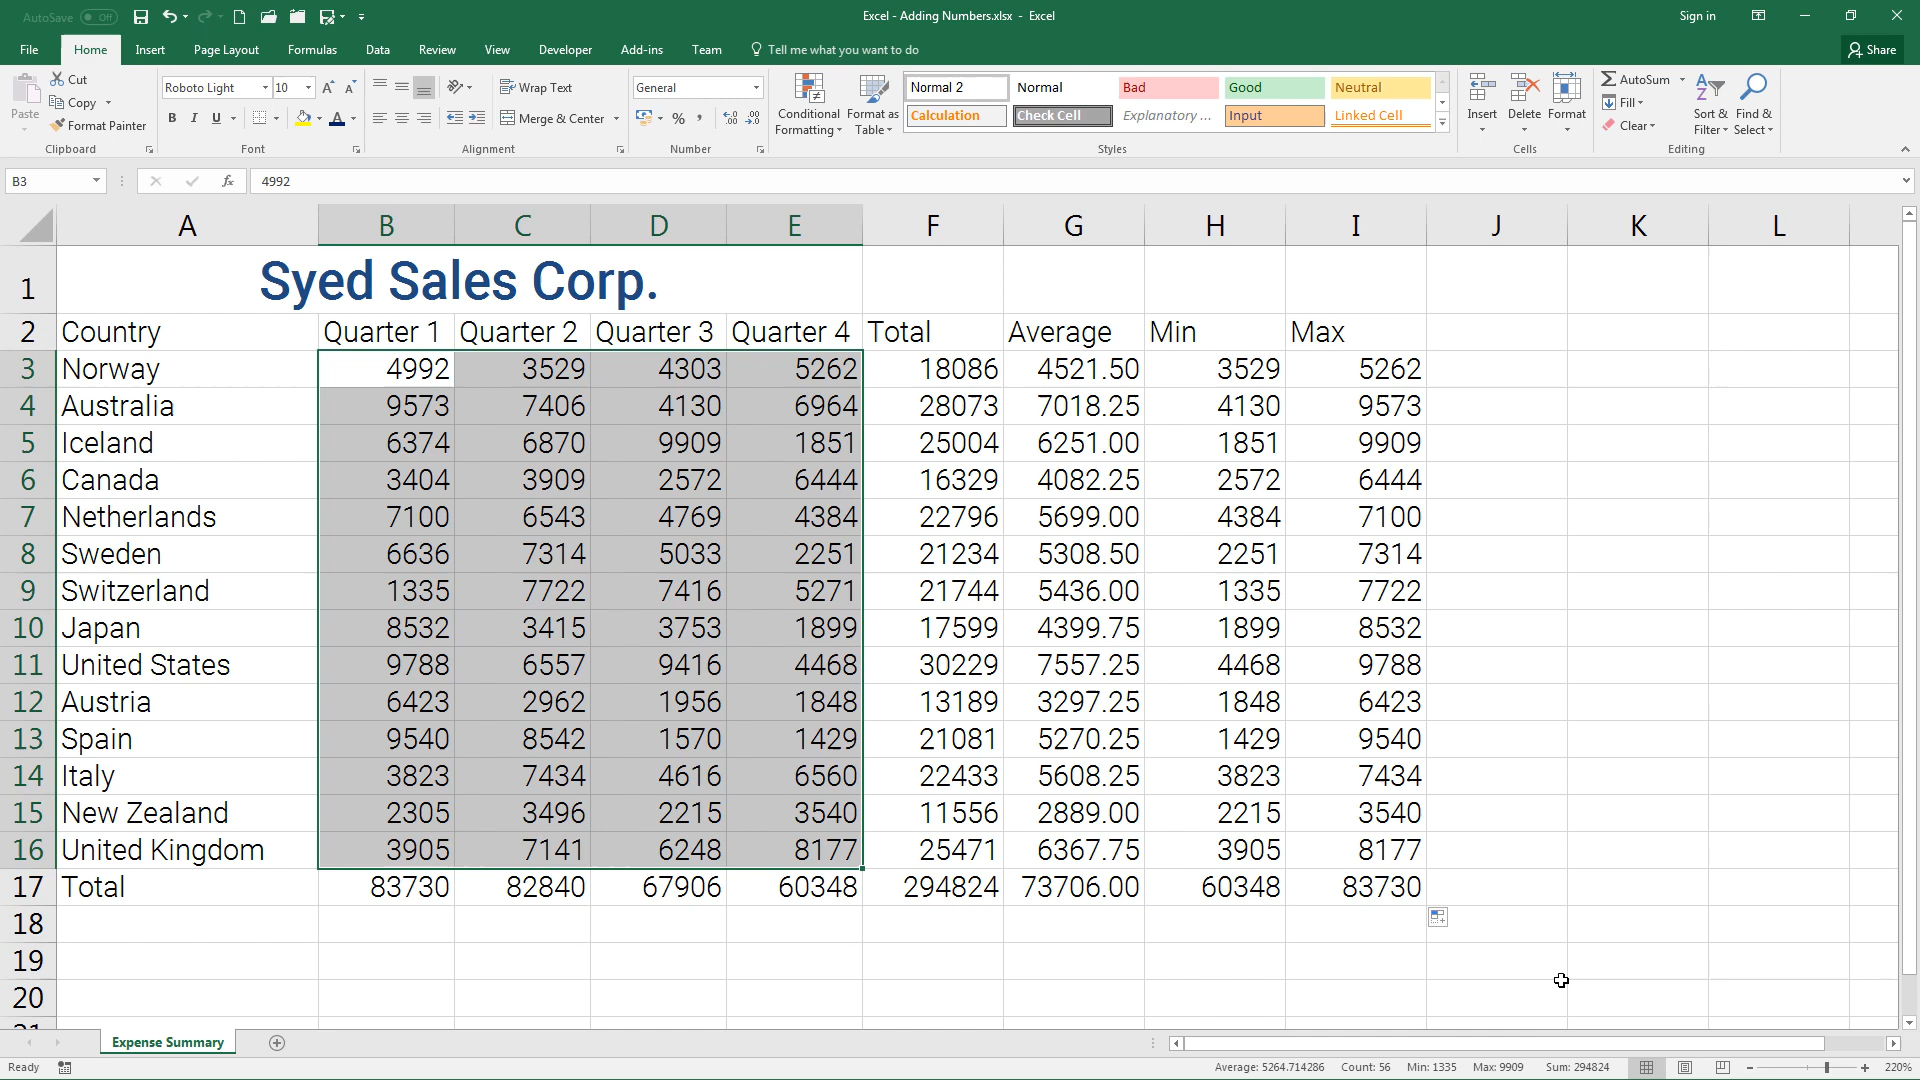 AutoSave Off Excel - Adding Numbers.xlsx - Excel Sign in
File Home Insert Page Layout Formulas Data Review View Developer Add-ins Team Tell me what you want to do Share
Paste Cut Copy Format Painter
Clipboard
Roboto Light 10 A A
B I U A
Font
Wrap Text
Merge & Center
Alignment
General
% , .00
Number
Conditional Formatting Format as Table
Normal 2 Normal Bad Good Neutral
Calculation Check Cell Explanatory ... Input Linked Cell
Styles
Insert Delete Format
Cells
AutoSum
Fill
Clear
Sort & Filter Find & Select
Editing
B3 fx 4992
A B C D E F G H I J K L
1 Syed Sales Corp.
2 Country Quarter 1 Quarter 2 Quarter 3 Quarter 4 Total Average Min Max
3 Norway 4992 3529 4303 5262 18086 4521.50 3529 5262
4 Australia 9573 7406 4130 6964 28073 7018.25 4130 9573
5 Iceland 6374 6870 9909 1851 25004 6251.00 1851 9909
6 Canada 3404 3909 2572 6444 16329 4082.25 2572 6444
7 Netherlands 7100 6543 4769 4384 22796 5699.00 4384 7100
8 Sweden 6636 7314 5033 2251 21234 5308.50 2251 7314
9 Switzerland 1335 7722 7416 5271 21744 5436.00 1335 7722
10 Japan 8532 3415 3753 1899 17599 4399.75 1899 8532
11 United States 9788 6557 9416 4468 30229 7557.25 4468 9788
12 Austria 6423 2962 1956 1848 13189 3297.25 1848 6423
13 Spain 9540 8542 1570 1429 21081 5270.25 1429 9540
14 Italy 3823 7434 4616 6560 22433 5608.25 3823 7434
15 New Zealand 2305 3496 2215 3540 11556 2889.00 2215 3540
16 United Kingdom 3905 7141 6248 8177 25471 6367.75 3905 8177
17 Total 83730 82840 67906 60348 294824 73706.00 60348 83730
18
19
20
21
Expense Summary
Ready Average: 5264.714286 Count: 56 Min: 1335 Max: 9909 Sum: 294824 220%